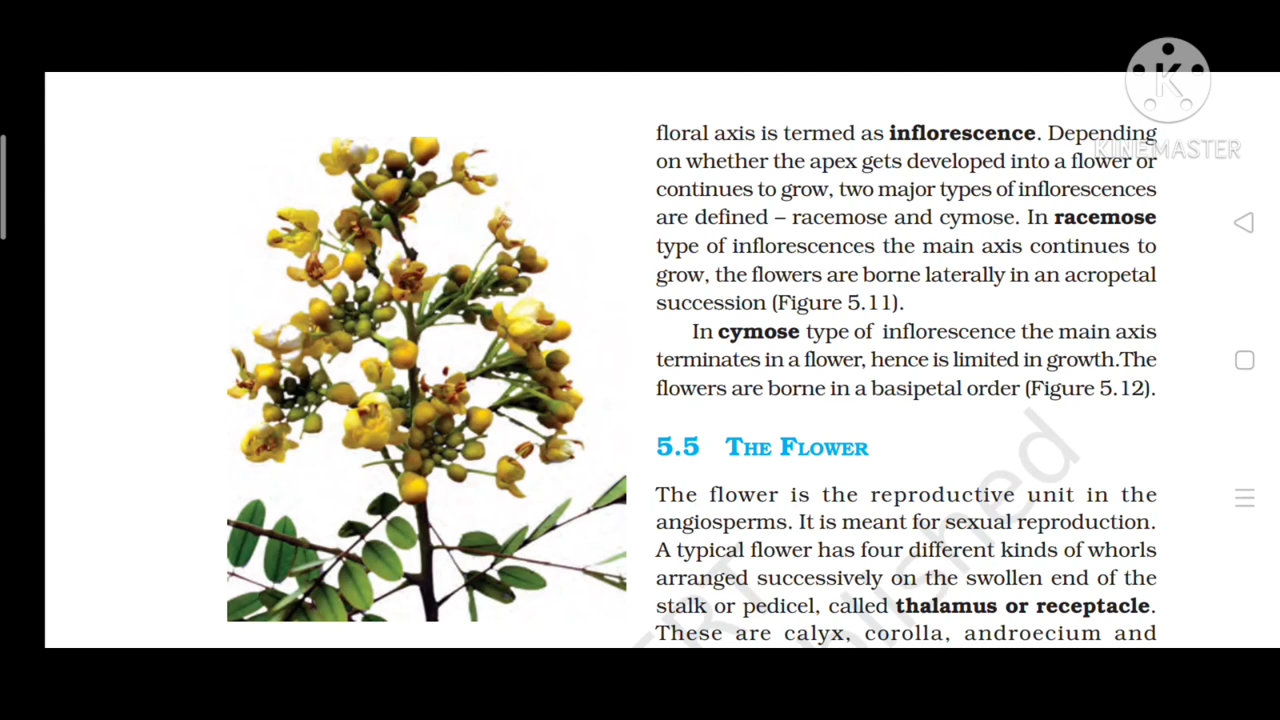 K
KINEMASTER
floral axis is termed as inflorescence. Depending
on whether the apex gets developed into a flower or
continues to grow, two major types of inflorescences
are defined – racemose and cymose. In racemose
type of inflorescences the main axis continues to
grow, the flowers are borne laterally in an acropetal
succession (Figure 5.11).
In cymose type of inflorescence the main axis
terminates in a flower, hence is limited in growth.The
flowers are borne in a basipetal order (Figure 5.12).
5.5 THE FLOWER
The flower is the reproductive unit in the
angiosperms. It is meant for sexual reproduction.
A typical flower has four different kinds of whorls
arranged successively on the swollen end of the
stalk or pedicel, called thalamus or receptacle.
These are calyx, corolla, androecium and